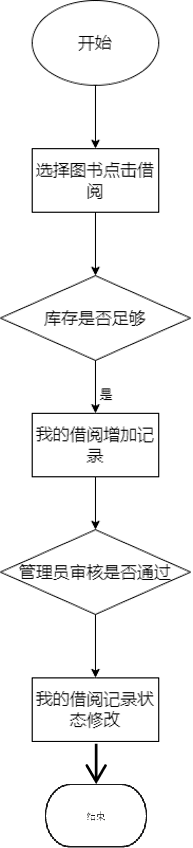 开始
选择图书点击借
阅
库存是否足够
是
我的借阅增加记
录
管理员审核是否通过
我的借阅记录状
态修改
结束